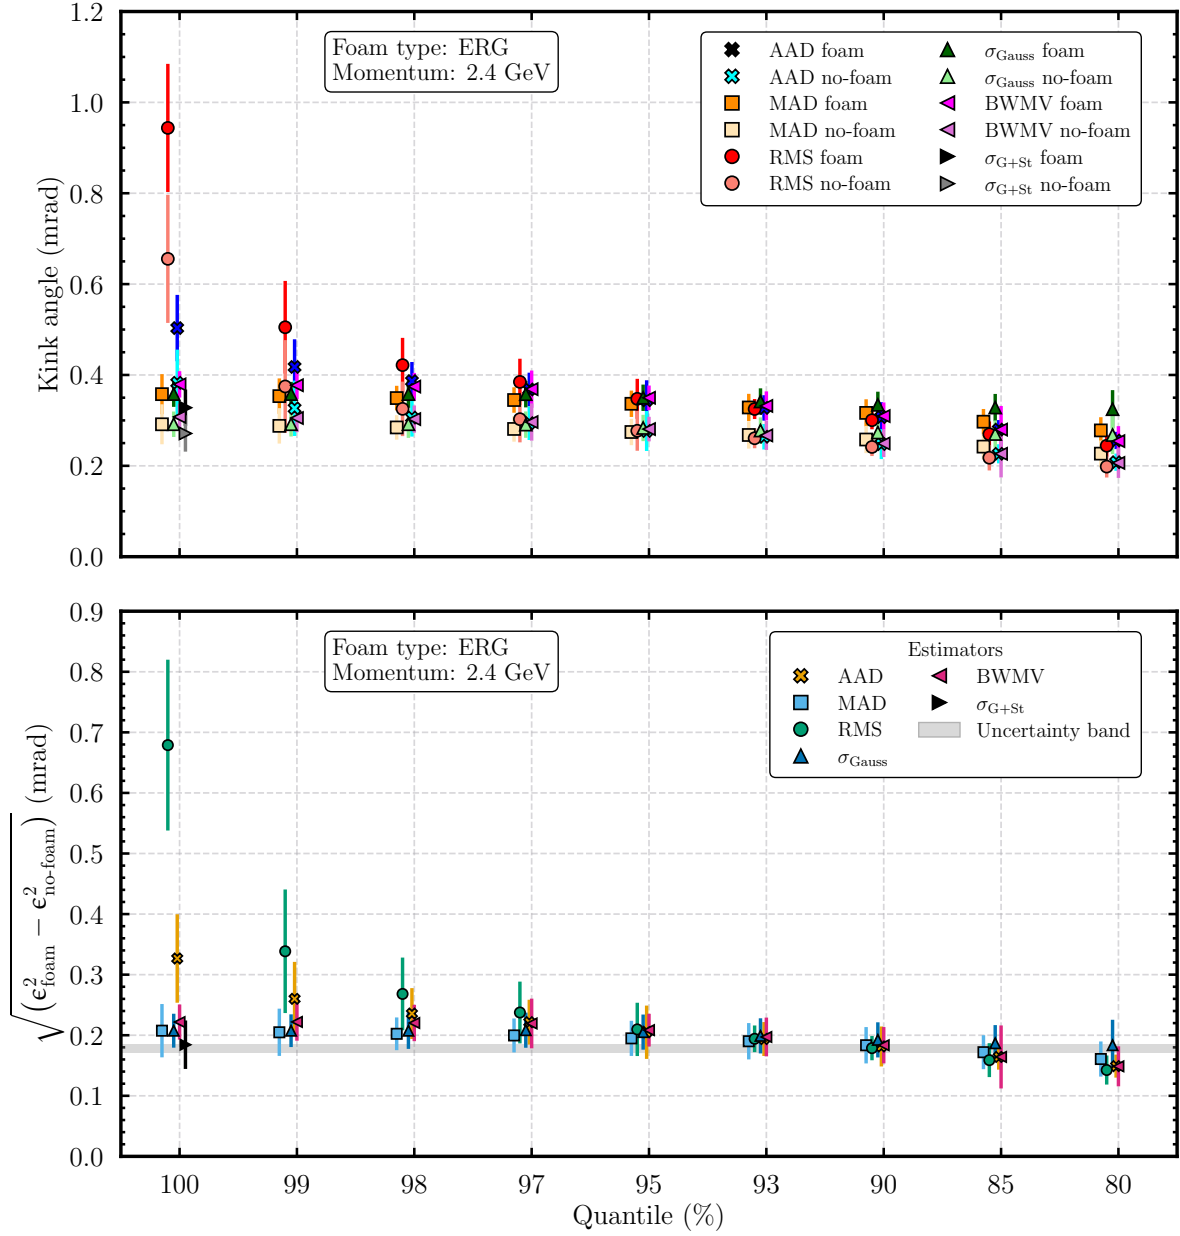 1.2
1.0
0.8
0.6
0.4
0.2
0.0
Kink angle (mrad)
Foam type: ERG
Momentum: 2.4 GeV
AAD foam
AAD no-foam
MAD foam
MAD no-foam
RMS foam
RMS no-foam
σGauss foam
σGauss no-foam
BWMV foam
BWMV no-foam
σG+St foam
σG+St no-foam
0.9
0.8
0.7
0.6
0.5
0.4
0.3
0.2
0.1
0.0
√(ϵ²foam − ϵ²no-foam) (mrad)
Foam type: ERG
Momentum: 2.4 GeV
Estimators
AAD
MAD
RMS
σGauss
BWMV
σG+St
Uncertainty band
100 99 98 97 95 93 90 85 80
Quantile (%)